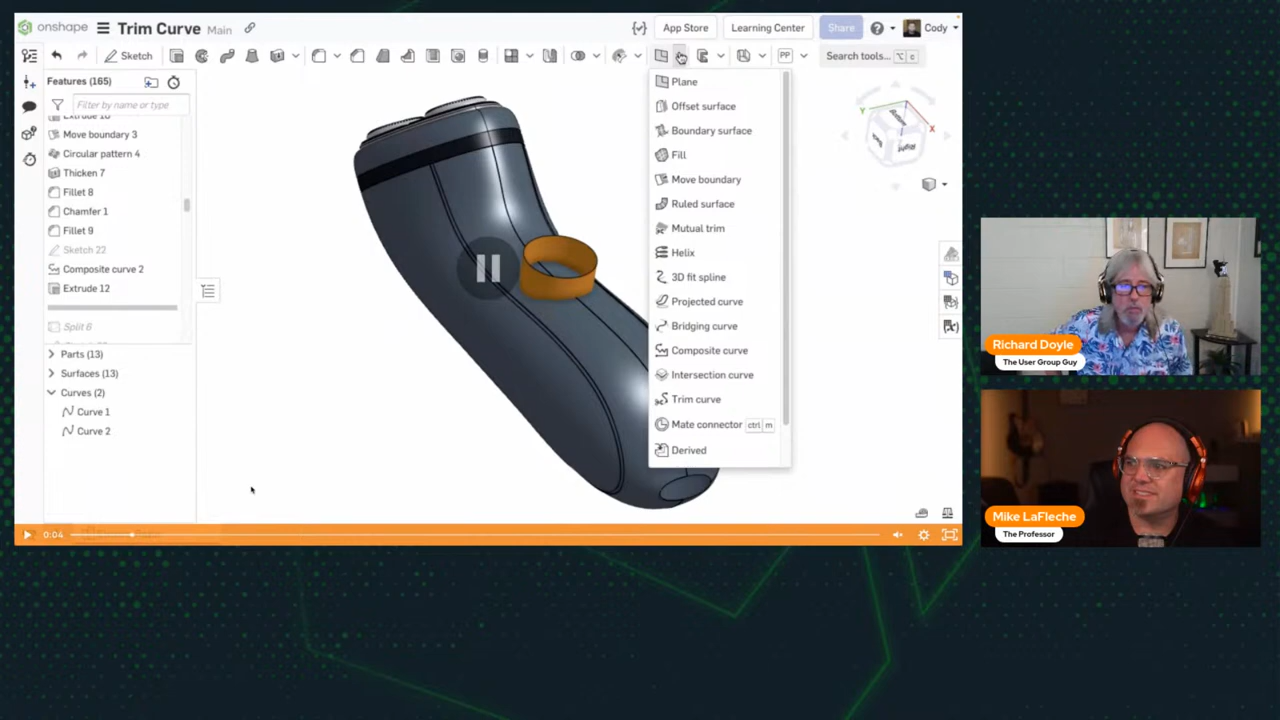 onshape
Trim Curve Main
App Store
Learning Center
Share
Cody
Sketch
PP
Search tools...
⌥ c
Features (165)
Filter by name or type
Extrude 10
Move boundary 3
Circular pattern 4
Thicken 7
Fillet 8
Chamfer 1
Fillet 9
Sketch 22
Composite curve 2
Extrude 12
Split 6
Parts (13)
Surfaces (13)
Curves (2)
Curve 1
Curve 2
Plane
Offset surface
Boundary surface
Fill
Move boundary
Ruled surface
Mutual trim
Helix
3D fit spline
Projected curve
Bridging curve
Composite curve
Intersection curve
Trim curve
Mate connector ctrl m
Derived
Y
X
Back
Right
0:04
Richard Doyle
The User Group Guy
Mike LaFleche
The Professor